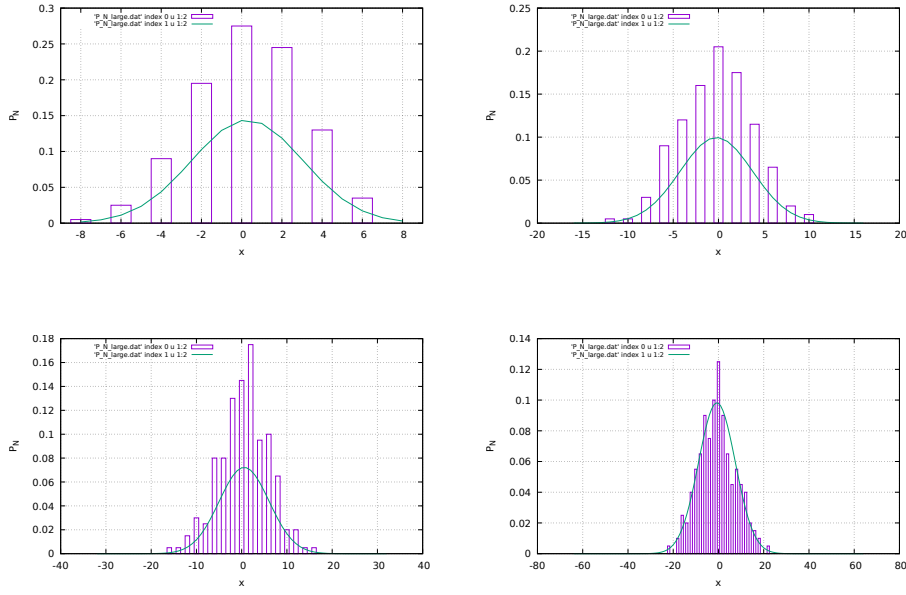 0.3
0.25
0.2
0.15
0.1
0.05
0
-8 -6 -4 -2 0 2 4 6 8
P_N
x
'P_N_large.dat' index 0 u 1:2
'P_N_large.dat' index 1 u 1:2
0.25
0.2
0.15
0.1
0.05
0
-20 -15 -10 -5 0 5 10 15 20
P_N
x
'P_N_large.dat' index 0 u 1:2
'P_N_large.dat' index 1 u 1:2
0.18
0.16
0.14
0.12
0.1
0.08
0.06
0.04
0.02
0
-40 -30 -20 -10 0 10 20 30 40
P_N
x
'P_N_large.dat' index 0 u 1:2
'P_N_large.dat' index 1 u 1:2
0.14
0.12
0.1
0.08
0.06
0.04
0.02
0
-80 -60 -40 -20 0 20 40 60 80
P_N
x
'P_N_large.dat' index 0 u 1:2
'P_N_large.dat' index 1 u 1:2